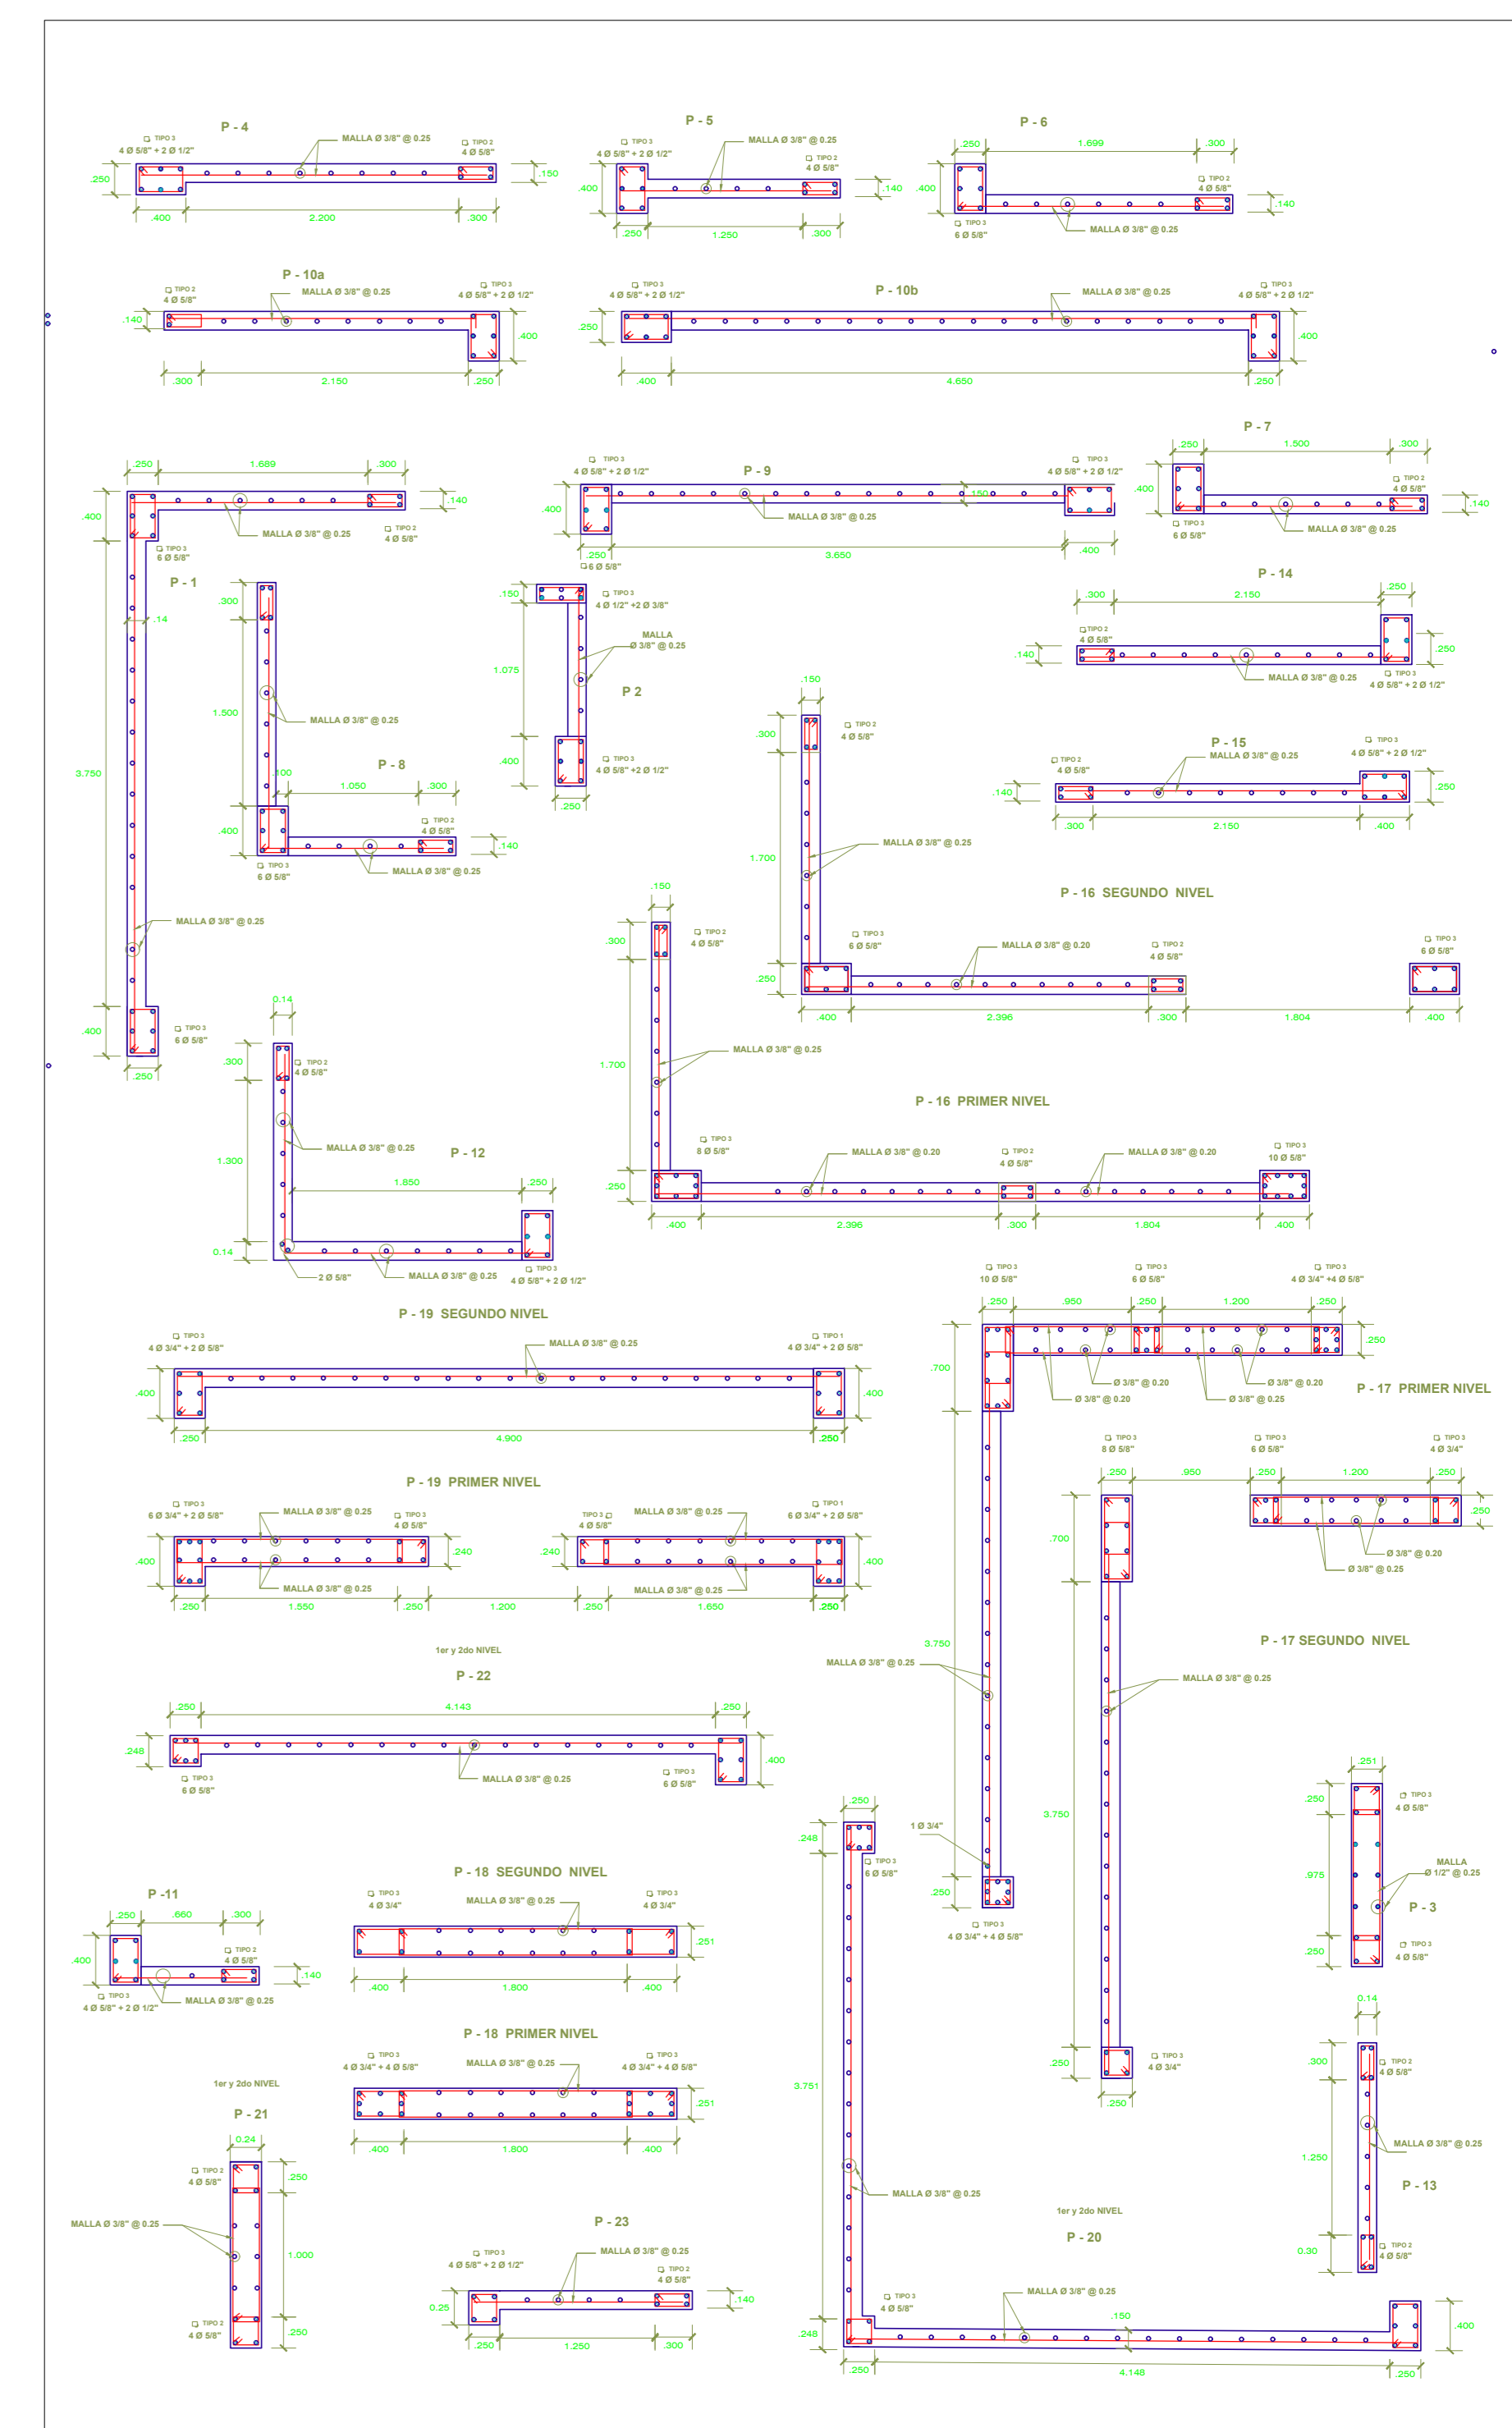 P - 4
TIPO 3
4 Ø 5/8" + 2 Ø 1/2"
MALLA Ø 3/8" @ 0.25
TIPO 2
4 Ø 5/8"
.250
.150
.400
2.200
.300
P - 5
TIPO 3
4 Ø 5/8" + 2 Ø 1/2"
MALLA Ø 3/8" @ 0.25
TIPO 2
4 Ø 5/8"
.400
.140
.250
1.250
.300
P - 6
.250
1.699
.300
.400
TIPO 2
4 Ø 5/8"
.140
TIPO 3
6 Ø 5/8"
MALLA Ø 3/8" @ 0.25
P - 10a
TIPO 2
4 Ø 5/8"
MALLA Ø 3/8" @ 0.25
TIPO 3
4 Ø 5/8" + 2 Ø 1/2"
.140
.400
.300
2.150
.250
P - 10b
TIPO 3
4 Ø 5/8" + 2 Ø 1/2"
MALLA Ø 3/8" @ 0.25
TIPO 3
4 Ø 5/8" + 2 Ø 1/2"
.250
.400
.400
4.650
.250
.250
1.689
.300
.400
.140
MALLA Ø 3/8" @ 0.25
TIPO 2
4 Ø 5/8"
TIPO 3
6 Ø 5/8"
P - 1
.14
3.750
MALLA Ø 3/8" @ 0.25
.400
TIPO 3
6 Ø 5/8"
.250
P - 9
TIPO 3
4 Ø 5/8" + 2 Ø 1/2"
TIPO 3
4 Ø 5/8" + 2 Ø 1/2"
.400
.150
MALLA Ø 3/8" @ 0.25
3.650
.250
.400
6 Ø 5/8"
P - 7
.250
1.500
.300
.400
TIPO 2
4 Ø 5/8"
.140
TIPO 3
6 Ø 5/8"
MALLA Ø 3/8" @ 0.25
.300
1.500
MALLA Ø 3/8" @ 0.25
P - 8
.100
1.050
.300
.400
TIPO 2
4 Ø 5/8"
.140
TIPO 3
6 Ø 5/8"
MALLA Ø 3/8" @ 0.25
.150
TIPO 3
4 Ø 1/2" +2 Ø 3/8"
MALLA
Ø 3/8" @ 0.25
1.075
P 2
.400
TIPO 3
4 Ø 5/8" +2 Ø 1/2"
.250
P - 14
.300
2.150
.250
TIPO 2
4 Ø 5/8"
.140
.250
MALLA Ø 3/8" @ 0.25
TIPO 3
4 Ø 5/8" + 2 Ø 1/2"
P - 15
TIPO 2
4 Ø 5/8"
MALLA Ø 3/8" @ 0.25
TIPO 3
4 Ø 5/8" + 2 Ø 1/2"
.140
.250
.300
2.150
.400
.150
.300
TIPO 2
4 Ø 5/8"
1.700
MALLA Ø 3/8" @ 0.25
P - 16 SEGUNDO NIVEL
TIPO 3
6 Ø 5/8"
MALLA Ø 3/8" @ 0.20
TIPO 2
4 Ø 5/8"
TIPO 3
6 Ø 5/8"
.250
.400
2.396
.300
1.804
.400
.150
.300
TIPO 2
4 Ø 5/8"
1.700
MALLA Ø 3/8" @ 0.25
P - 16 PRIMER NIVEL
TIPO 3
8 Ø 5/8"
MALLA Ø 3/8" @ 0.20
TIPO 2
4 Ø 5/8"
MALLA Ø 3/8" @ 0.20
TIPO 3
10 Ø 5/8"
.250
.400
2.396
.300
1.804
.400
0.14
.300
TIPO 2
4 Ø 5/8"
1.300
MALLA Ø 3/8" @ 0.25
P - 12
1.850
.250
0.14
2 Ø 5/8"
MALLA Ø 3/8" @ 0.25
TIPO 3
4 Ø 5/8" + 2 Ø 1/2"
P - 19 SEGUNDO NIVEL
TIPO 3
4 Ø 3/4" + 2 Ø 5/8"
MALLA Ø 3/8" @ 0.25
TIPO 1
4 Ø 3/4" + 2 Ø 5/8"
.400
.400
.250
4.900
.250
P - 19 PRIMER NIVEL
TIPO 3
6 Ø 3/4" + 2 Ø 5/8"
MALLA Ø 3/8" @ 0.25
TIPO 3
4 Ø 5/8"
TIPO 3
4 Ø 5/8"
MALLA Ø 3/8" @ 0.25
TIPO 1
6 Ø 3/4" + 2 Ø 5/8"
.400
.240
.240
.400
MALLA Ø 3/8" @ 0.25
MALLA Ø 3/8" @ 0.25
.250
1.550
.250
1.200
.250
1.650
.250
TIPO 3
10 Ø 5/8"
TIPO 3
6 Ø 5/8"
TIPO 3
4 Ø 3/4" +4 Ø 5/8"
.250
.950
.250
1.200
.250
.250
.700
Ø 3/8" @ 0.20
Ø 3/8" @ 0.20
Ø 3/8" @ 0.20
Ø 3/8" @ 0.25
P - 17 PRIMER NIVEL
3.750
MALLA Ø 3/8" @ 0.25
1 Ø 3/4"
.250
TIPO 3
4 Ø 3/4" + 4 Ø 5/8"
TIPO 3
8 Ø 5/8"
TIPO 3
6 Ø 5/8"
TIPO 3
4 Ø 3/4"
.250
.950
.250
1.200
.250
.250
.700
Ø 3/8" @ 0.20
Ø 3/8" @ 0.25
P - 17 SEGUNDO NIVEL
MALLA Ø 3/8" @ 0.25
3.750
.250
TIPO 3
4 Ø 3/4"
.250
1er y 2do NIVEL
P - 22
.250
4.143
.250
.248
.400
TIPO 3
6 Ø 5/8"
MALLA Ø 3/8" @ 0.25
TIPO 3
6 Ø 5/8"
P - 18 SEGUNDO NIVEL
TIPO 3
4 Ø 3/4"
MALLA Ø 3/8" @ 0.25
TIPO 3
4 Ø 3/4"
.251
.400
1.800
.400
P - 18 PRIMER NIVEL
TIPO 3
4 Ø 3/4" + 4 Ø 5/8"
MALLA Ø 3/8" @ 0.25
TIPO 3
4 Ø 3/4" + 4 Ø 5/8"
.251
.400
1.800
.400
P -11
.250
.660
.300
.400
TIPO 2
4 Ø 5/8"
.140
TIPO 3
4 Ø 5/8" + 2 Ø 1/2"
MALLA Ø 3/8" @ 0.25
.251
.250
TIPO 3
4 Ø 5/8"
MALLA
Ø 1/2" @ 0.25
.975
P - 3
.250
TIPO 3
4 Ø 5/8"
0.14
.300
TIPO 2
4 Ø 5/8"
MALLA Ø 3/8" @ 0.25
1.250
P - 13
0.30
TIPO 2
4 Ø 5/8"
1er y 2do NIVEL
P - 21
0.24
TIPO 2
4 Ø 5/8"
.250
MALLA Ø 3/8" @ 0.25
1.000
TIPO 2
4 Ø 5/8"
.250
P - 23
TIPO 3
4 Ø 5/8" + 2 Ø 1/2"
MALLA Ø 3/8" @ 0.25
TIPO 2
4 Ø 5/8"
0.25
.140
.250
1.250
.300
.250
.248
TIPO 3
6 Ø 5/8"
3.751
MALLA Ø 3/8" @ 0.25
1er y 2do NIVEL
P - 20
TIPO 3
4 Ø 5/8"
MALLA Ø 3/8" @ 0.25
.150
.248
.400
.250
4.148
.250